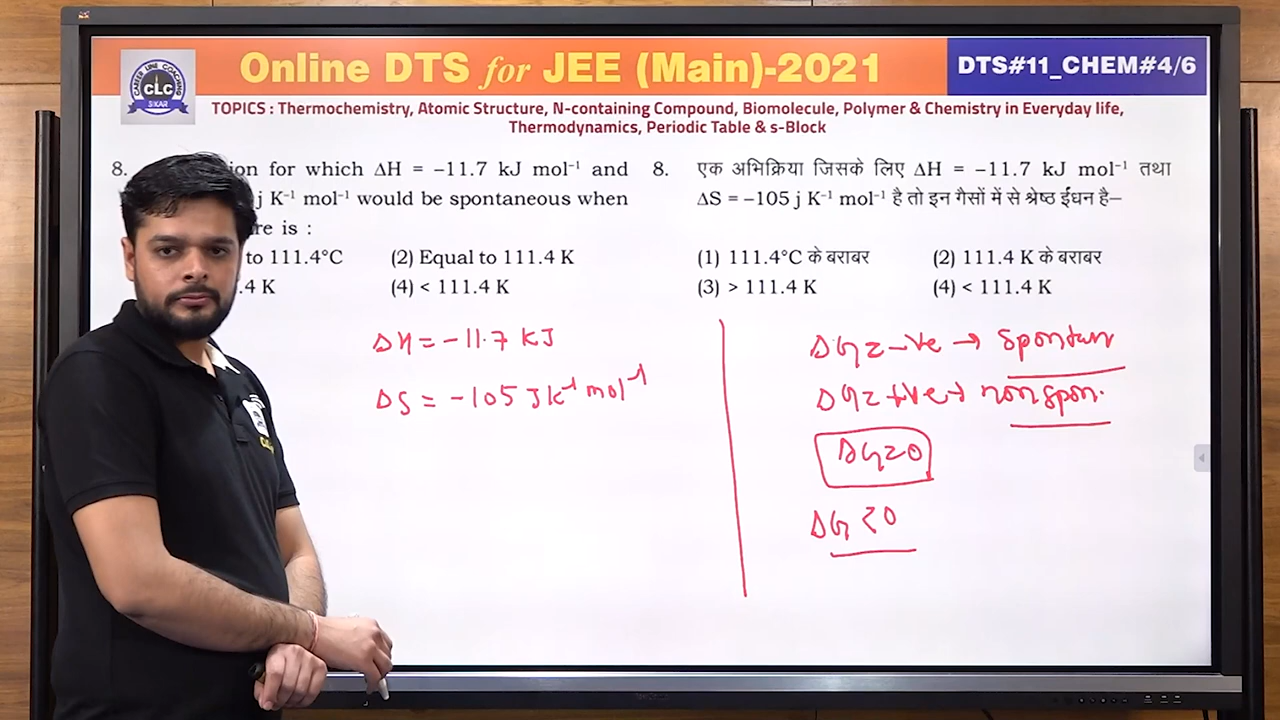 Online DTS for JEE (Main)-2021
DTS#11_CHEM#4/6
CAREER LINE COACHING
CLC
SIKAR
TOPICS : Thermochemistry, Atomic Structure, N-containing Compound, Biomolecule, Polymer & Chemistry in Everyday life,
Thermodynamics, Periodic Table & s-Block
8. for which ΔH = –11.7 kJ mol⁻¹ and
j K⁻¹ mol⁻¹ would be spontaneous when
is :
to 111.4°C (2) Equal to 111.4 K
.4 K (4) < 111.4 K
8. एक अभिक्रिया जिसके लिए ΔH = –11.7 kJ mol⁻¹ तथा
ΔS = –105 j K⁻¹ mol⁻¹ है तो इन गैसों में से श्रेष्ठ ईंधन है–
(1) 111.4°C के बराबर (2) 111.4 K के बराबर
(3) > 111.4 K (4) < 111.4 K
ΔH = -11.7 KJ
ΔS = -105 JK⁻¹ mol⁻¹
ΔG = -ve →
ΔG = +ve → non spon.
ΔG = 0
ΔG < 0